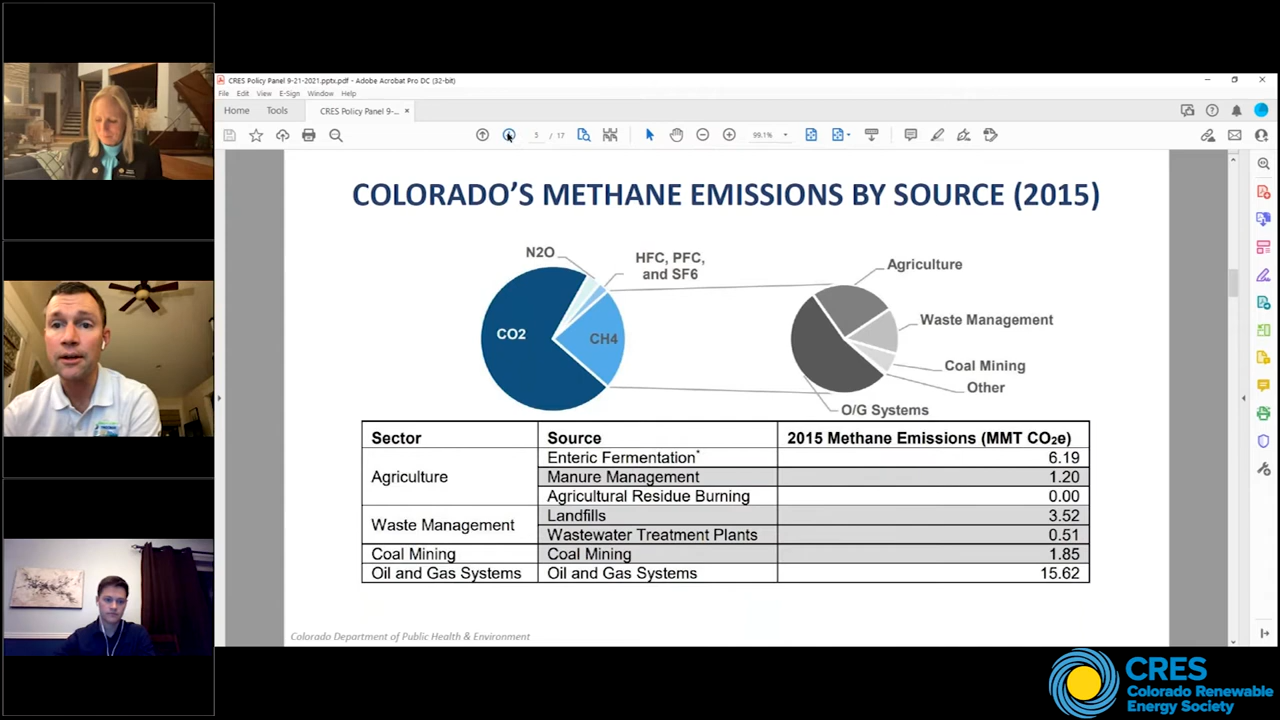 CRES Policy Panel 9-21-2021.pptx.pdf - Adobe Acrobat Pro DC (32-bit)
File Edit View E-Sign Window Help
Home Tools CRES Policy Panel 9-... ×
5 / 17 99.1%
COLORADO'S METHANE EMISSIONS BY SOURCE (2015)
N2O
HFC, PFC,
and SF6
CO2
CH4
Agriculture
Waste Management
Coal Mining
Other
O/G Systems
Sector Source 2015 Methane Emissions (MMT CO₂e)
Agriculture
Enteric Fermentation* 6.19
Manure Management 1.20
Agricultural Residue Burning 0.00
Waste Management
Landfills 3.52
Wastewater Treatment Plants 0.51
Coal Mining Coal Mining 1.85
Oil and Gas Systems Oil and Gas Systems 15.62
Colorado Department of Public Health & Environment
CRES
Colorado Renewable
Energy Society